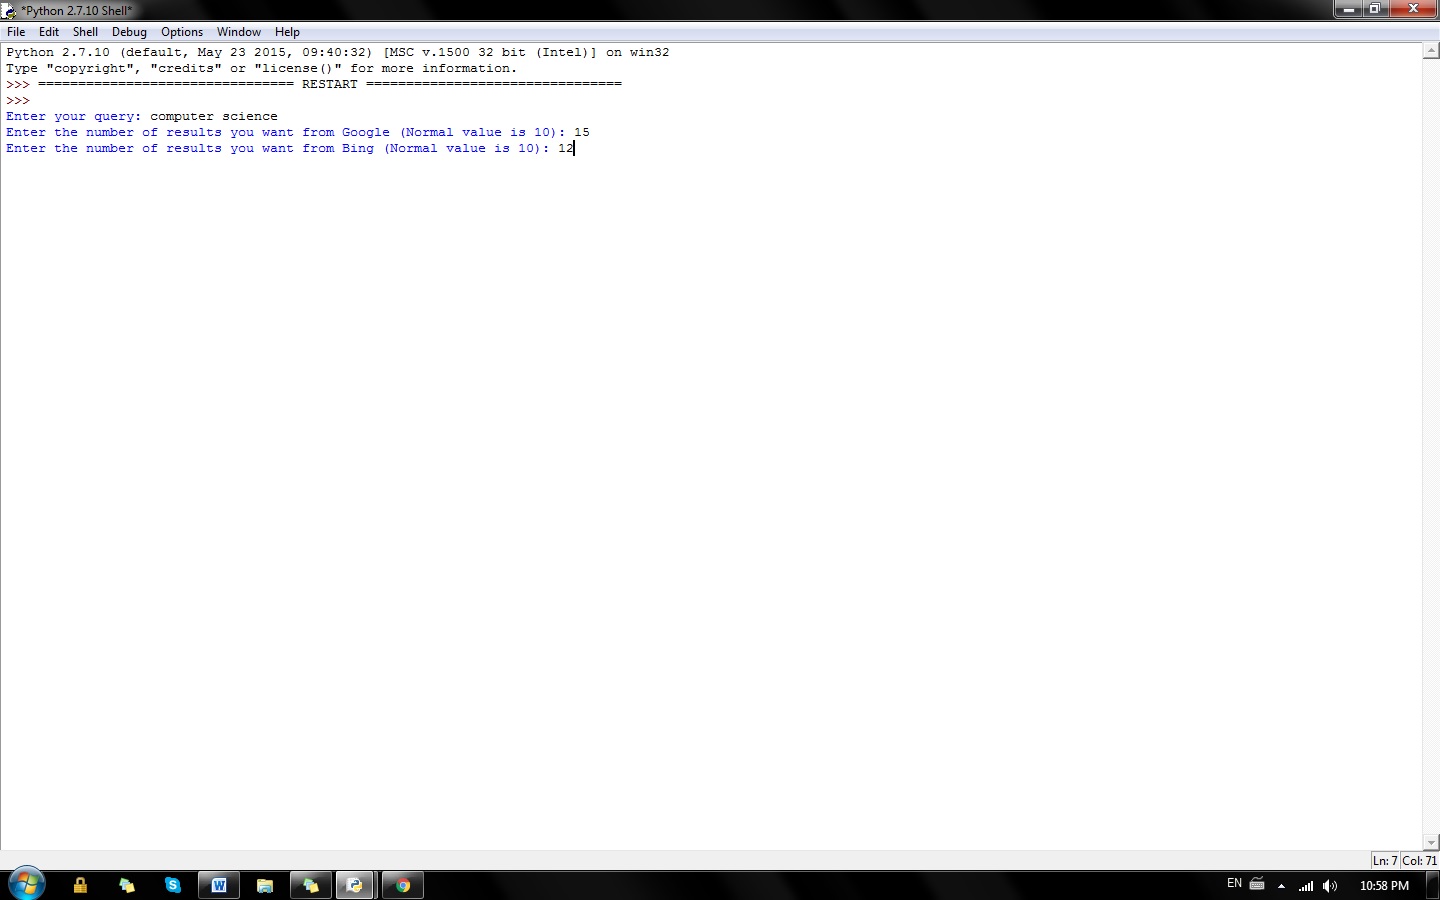 *Python 2.7.10 Shell*
File Edit Shell Debug Options Window Help
Python 2.7.10 (default, May 23 2015, 09:40:32) [MSC v.1500 32 bit (Intel)] on win32
Type "copyright", "credits" or "license()" for more information.
>>> ================================ RESTART ================================
>>>
Enter your query: computer science
Enter the number of results you want from Google (Normal value is 10): 15
Enter the number of results you want from Bing (Normal value is 10): 12
Ln: 7 Col: 71
EN 10:58 PM